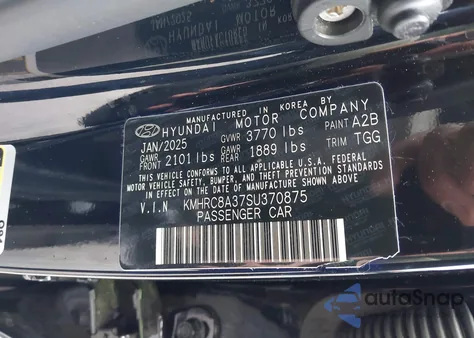 MANUFACTURED IN KOREA BY
HYUNDAI MOTOR COMPANY
JAN/2025 GVWR 3770 lbs PAINT A2B
GAWR FRONT 2101 lbs GAWR REAR 1889 lbs TRIM TGG
THIS VEHICLE CONFORMS TO ALL APPLICABLE U.S.A. FEDERAL
MOTOR VEHICLE SAFETY, BUMPER, AND THEFT PREVENTION
STANDARDS IN EFFECT ON THE DATE OF MANUFACTURE
SHOWN ABOVE.
V.I.N KMHRC8A37SU370875
PASSENGER CAR
autoSnap